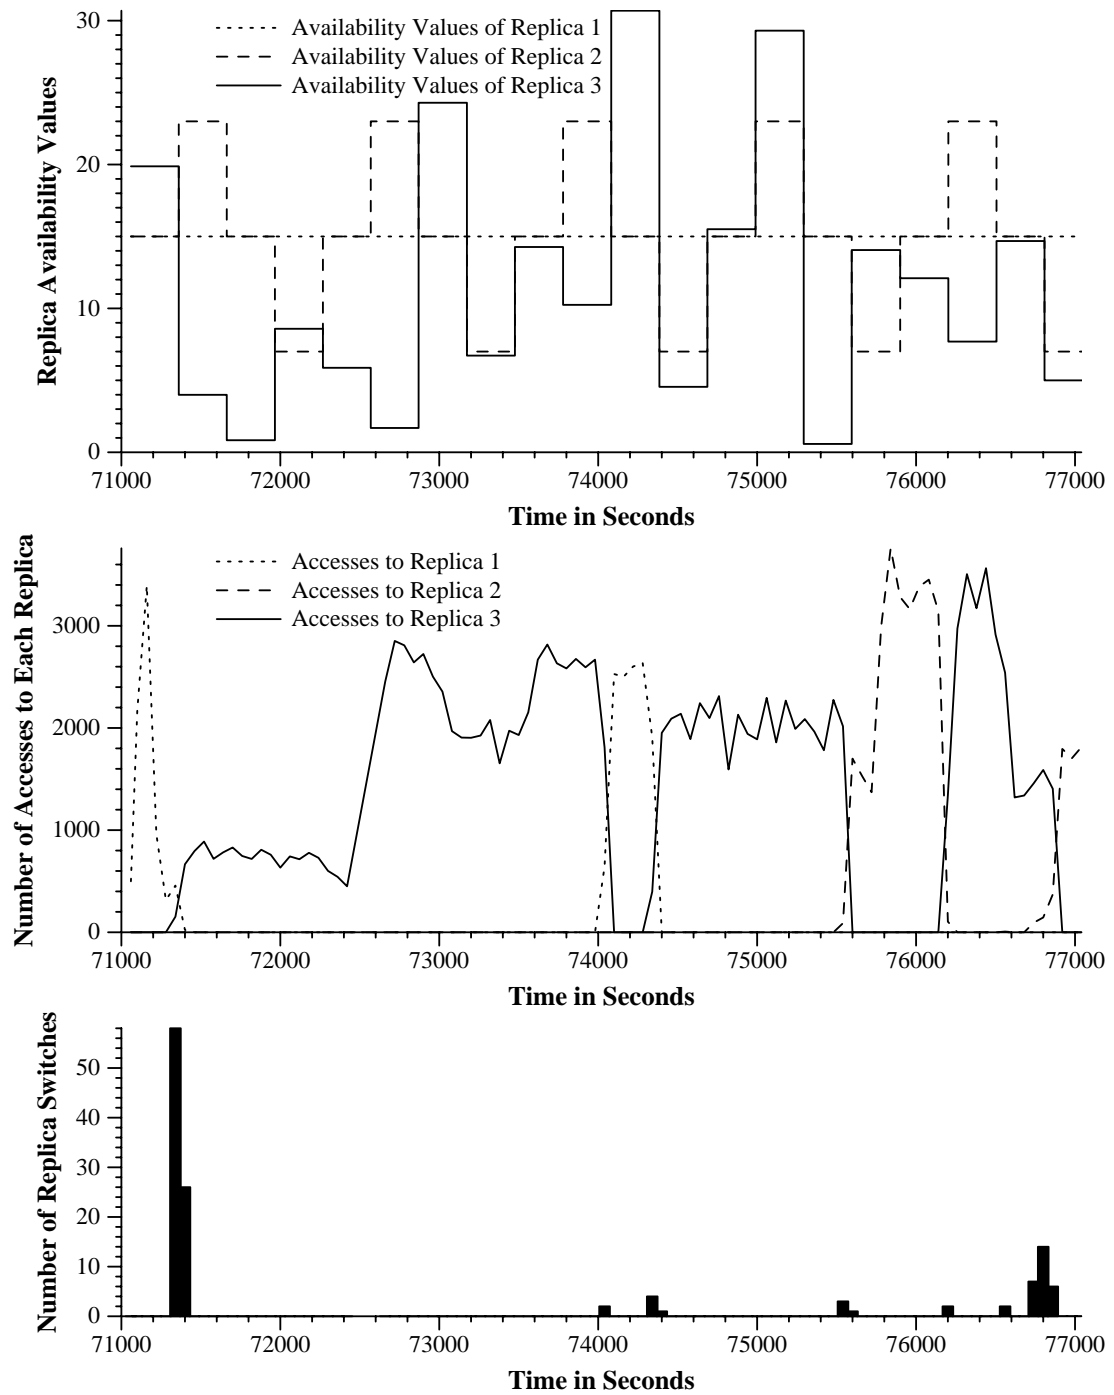 Replica Availability Values
30
20
10
0
Availability Values of Replica 1
Availability Values of Replica 2
Availability Values of Replica 3
71000 72000 73000 74000 75000 76000 77000
Time in Seconds
Number of Accesses to Each Replica
3000
2000
1000
0
Accesses to Replica 1
Accesses to Replica 2
Accesses to Replica 3
71000 72000 73000 74000 75000 76000 77000
Time in Seconds
Number of Replica Switches
50
40
30
20
10
0
71000 72000 73000 74000 75000 76000 77000
Time in Seconds